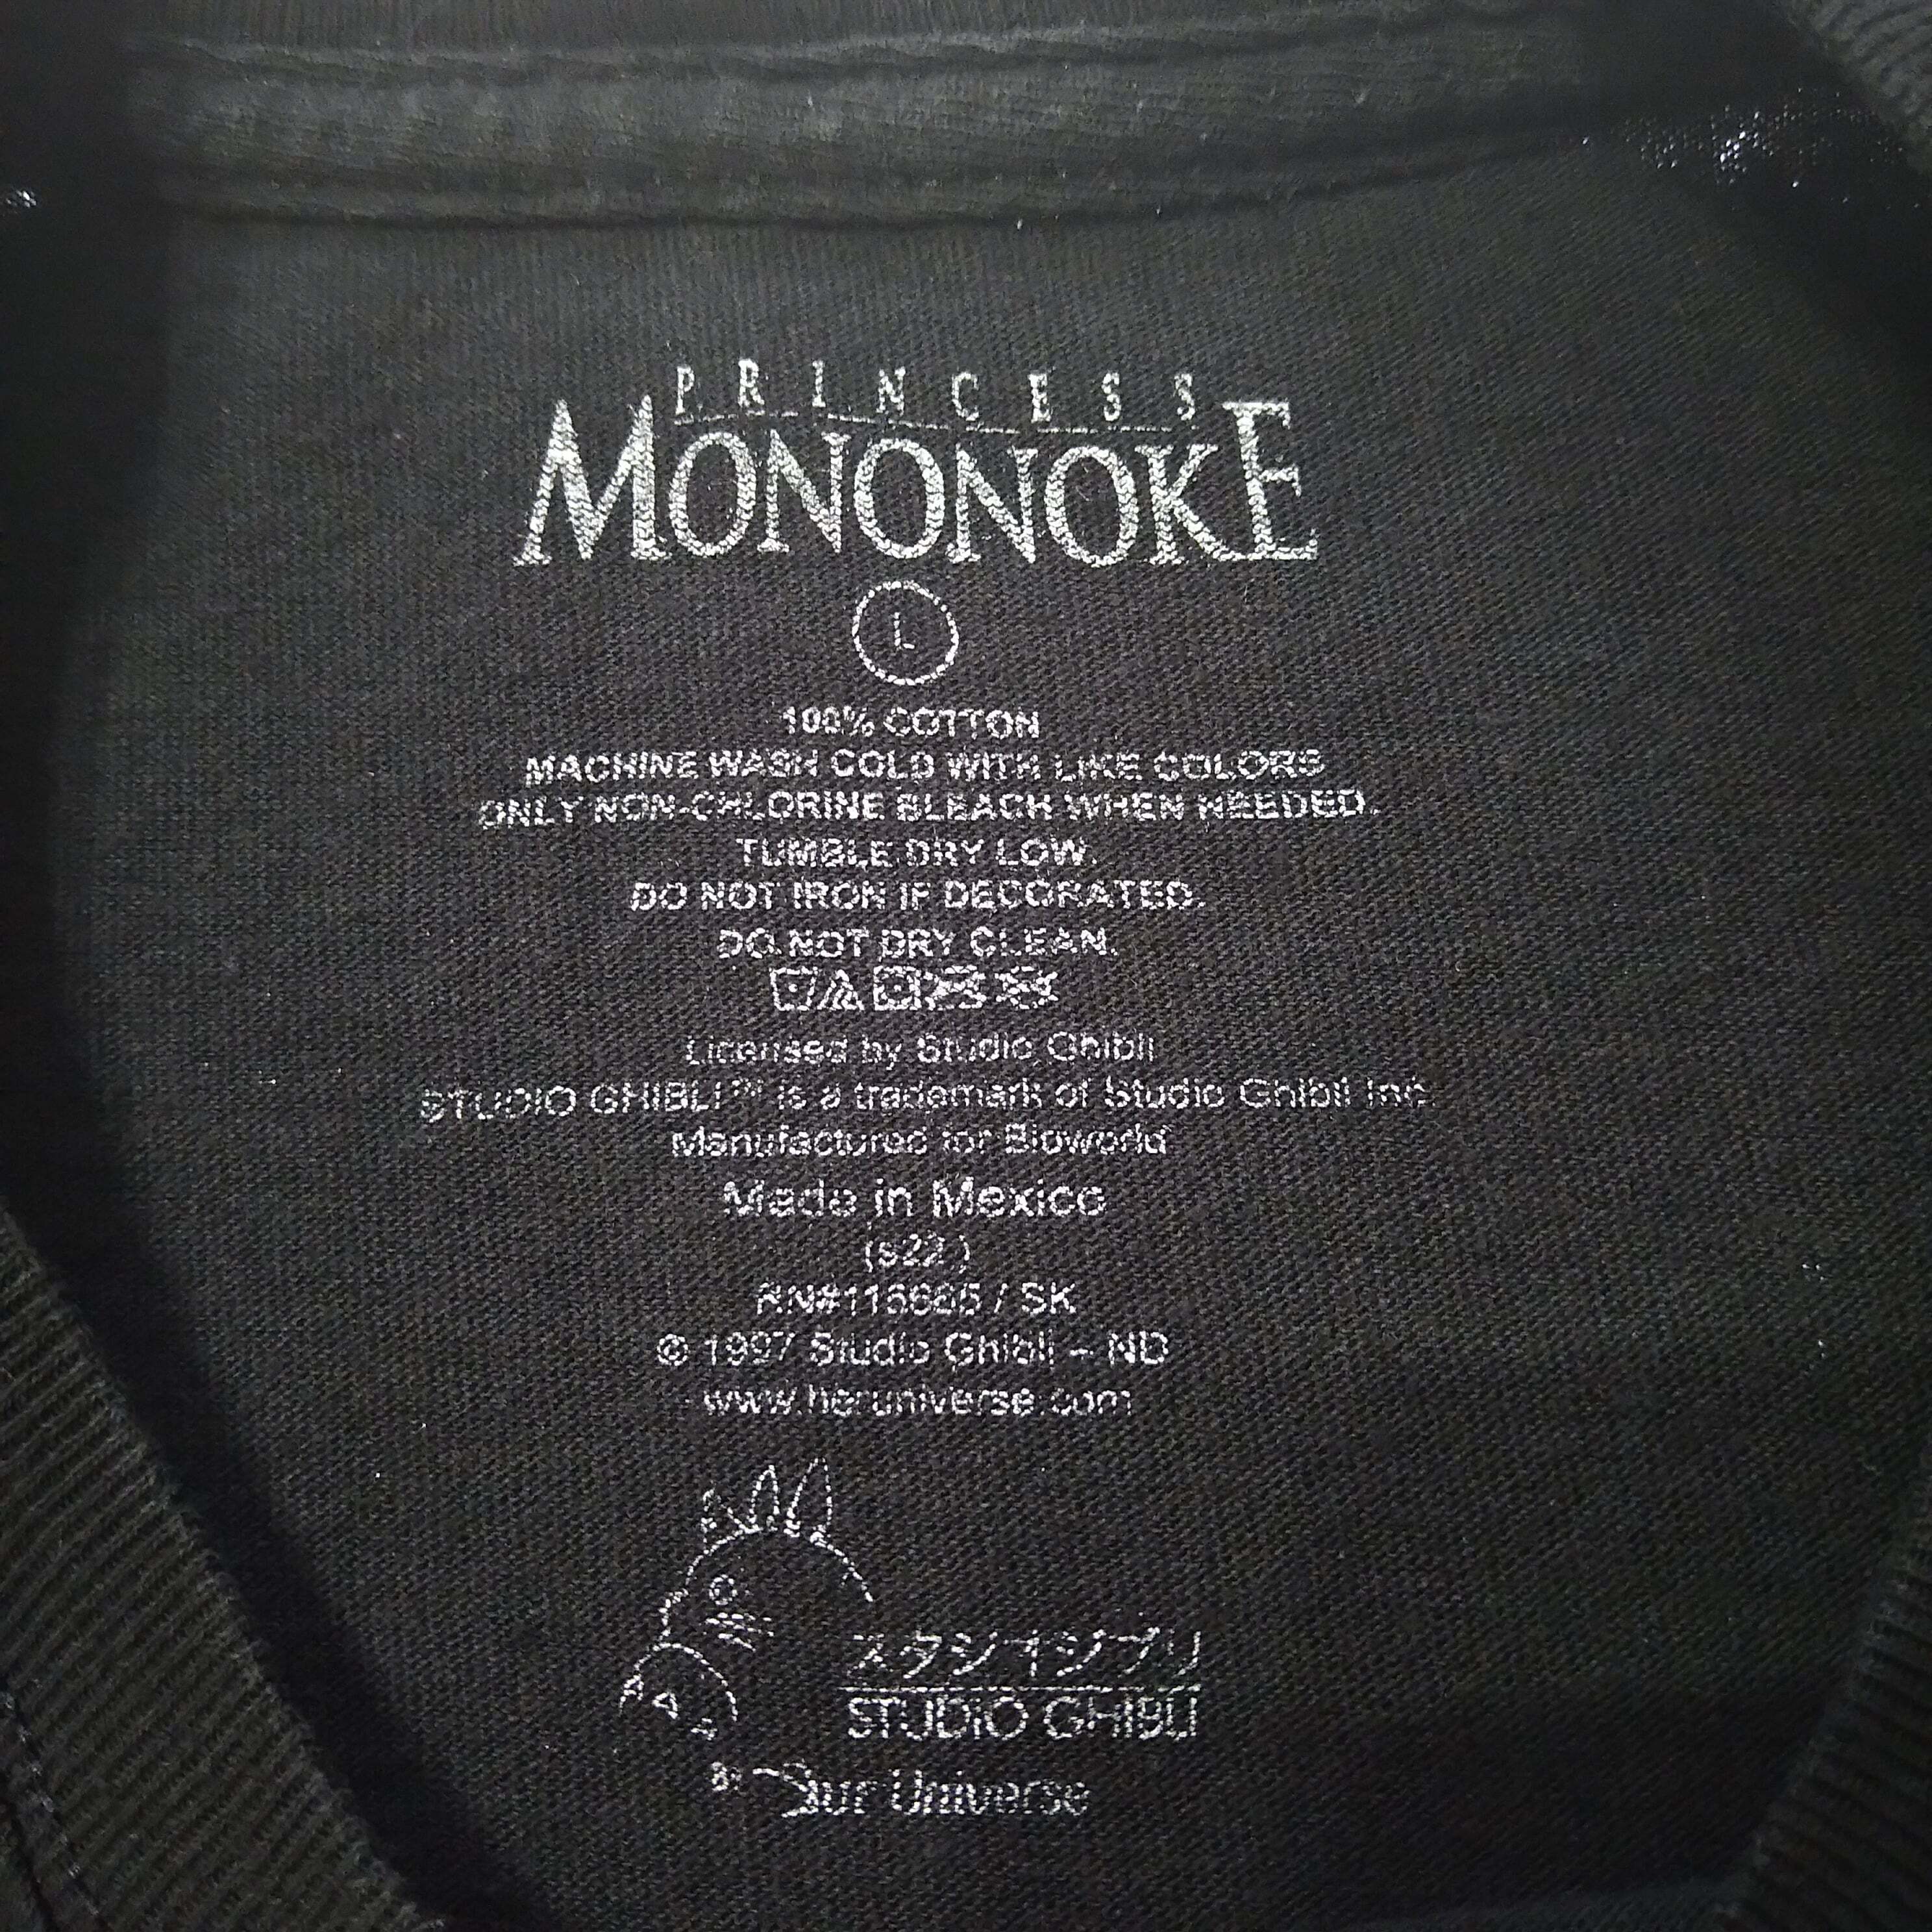 PRINCESS
MONONOKE
L
100% COTTON
MACHINE WASH COLD WITH LIKE COLORS
ONLY NON-CHLORINE BLEACH WHEN NEEDED.
TUMBLE DRY LOW.
DO NOT IRON IF DECORATED.
DO NOT DRY CLEAN.
Licensed by Studio Ghibli
STUDIO GHIBLI™ is a trademark of Studio Ghibli Inc.
Manufactured for Bioworld
Made in Mexico
(s22)
/ SK
© 1997 Studio Ghibli – ND
www.heruniverse.com
スタジオジブリ
STUDIO GHIBLI
Our Universe